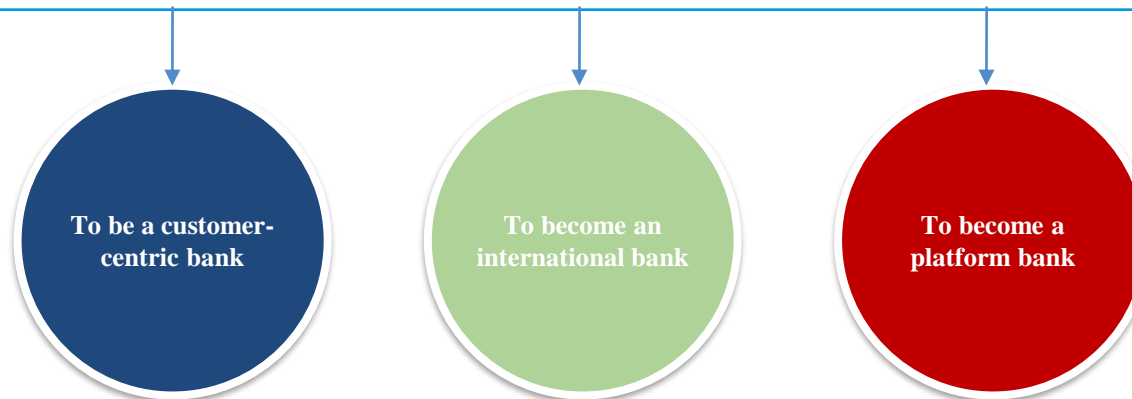 To be a customer-
centric bank
To become an
international bank
To become a
platform bank